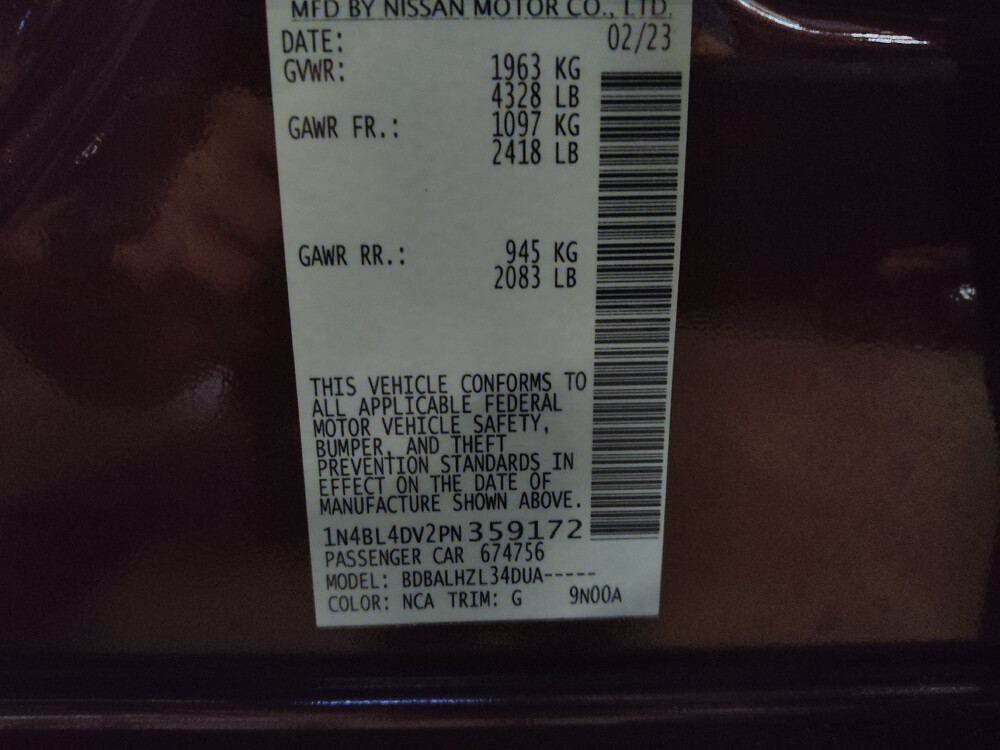 MFD BY NISSAN MOTOR CO., LTD.
DATE: 02/23
GVWR: 1963 KG
4328 LB
GAWR FR.: 1097 KG
2418 LB
GAWR RR.: 945 KG
2083 LB
THIS VEHICLE CONFORMS TO
ALL APPLICABLE FEDERAL
MOTOR VEHICLE SAFETY,
BUMPER, AND THEFT
PREVENTION STANDARDS IN
EFFECT ON THE DATE OF
MANUFACTURE SHOWN ABOVE.
1N4BL4DV2PN359172
PASSENGER CAR 674756
MODEL: BDBALHZL34DUA-----
COLOR: NCA TRIM: G 9N00A